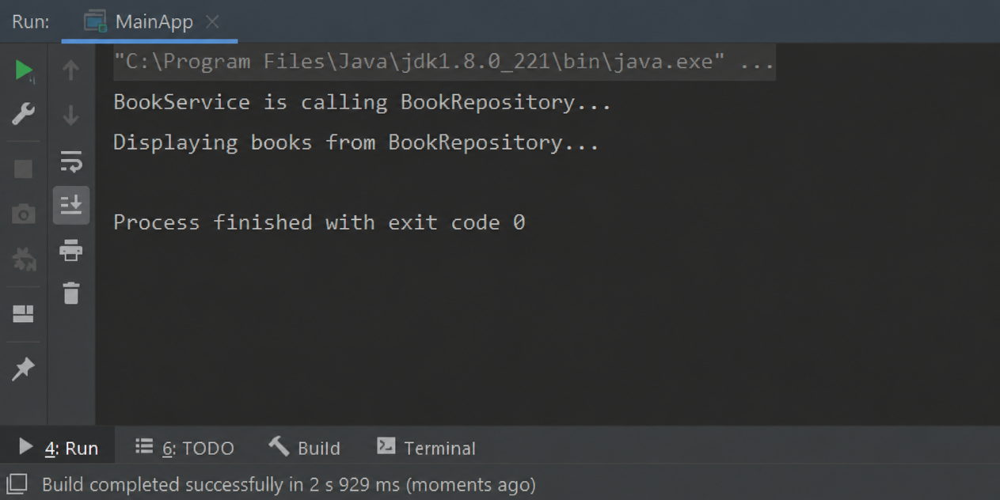 Run: MainApp
"C:\Program Files\Java\jdk1.8.0_221\bin\java.exe" ...
BookService is calling BookRepository...
Displaying books from BookRepository...
Process finished with exit code 0
4: Run 6: TODO Build Terminal
Build completed successfully in 2 s 929 ms (moments ago)